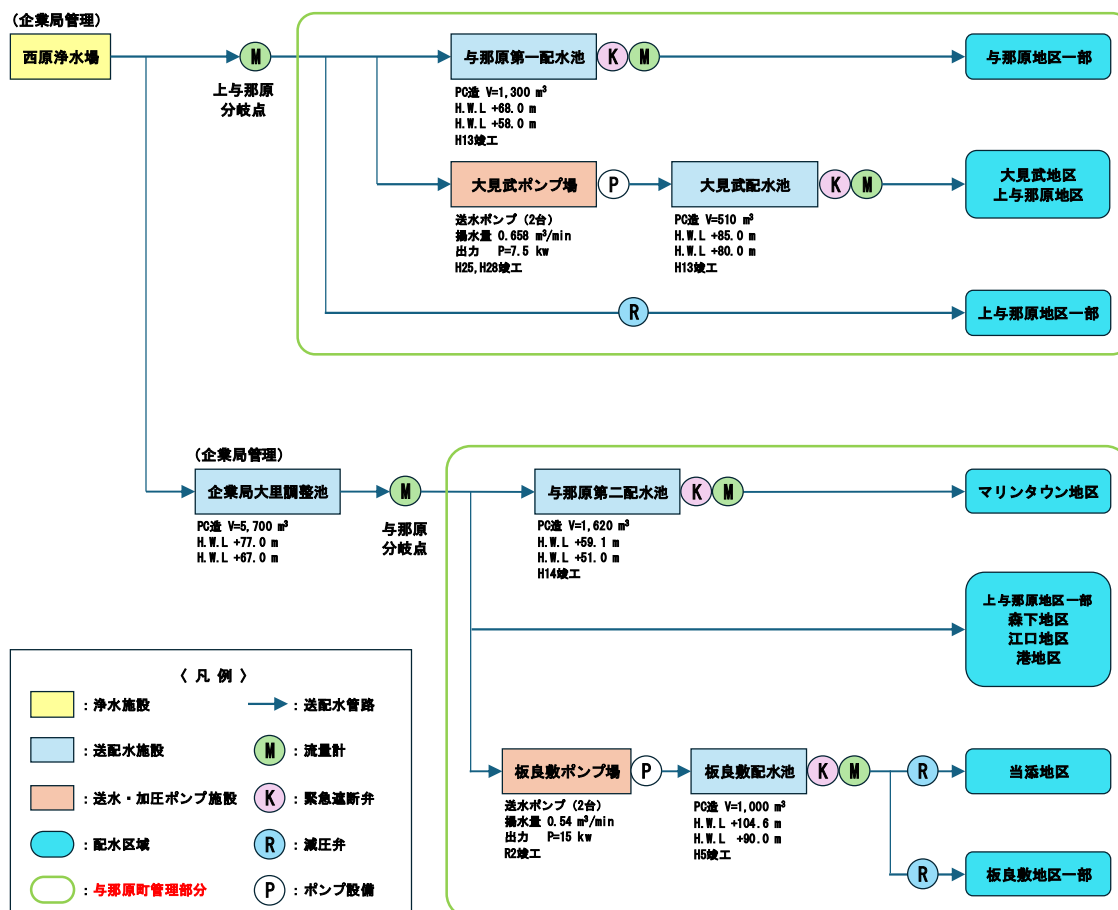 (企業局管理)
西原浄水場
M
上与那原
分岐点
与那原第一配水池
K
M
与那原地区一部
PC造 V=1,300 m³
H.W.L +68.0 m
H.W.L +58.0 m
H13竣工
大見武ポンプ場
P
大見武配水池
K
M
大見武地区
上与那原地区
送水ポンプ (2台)
揚水量 0.658 m³/min
出力 P=7.5 kw
H25,H28竣工
PC造 V=510 m³
H.W.L +85.0 m
H.W.L +80.0 m
H13竣工
R
上与那原地区一部
(企業局管理)
企業局大里調整池
M
与那原
分岐点
PC造 V=5,700 m³
H.W.L +77.0 m
H.W.L +67.0 m
与那原第二配水池
K
M
マリンタウン地区
PC造 V=1,620 m³
H.W.L +59.1 m
H.W.L +51.0 m
H14竣工
上与那原地区一部
森下地区
江口地区
港地区
板良敷ポンプ場
P
板良敷配水池
K
M
R
当添地区
送水ポンプ (2台)
揚水量 0.54 m³/min
出力 P=15 kw
R2竣工
PC造 V=1,000 m³
H.W.L +104.6 m
H.W.L +90.0 m
H5竣工
R
板良敷地区一部
〈 凡 例 〉
: 浄水施設
: 送配水管路
: 送配水施設
M : 流量計
: 送水・加圧ポンプ施設
K : 緊急遮断弁
: 配水区域
R : 減圧弁
: 与那原町管理部分
P : ポンプ設備